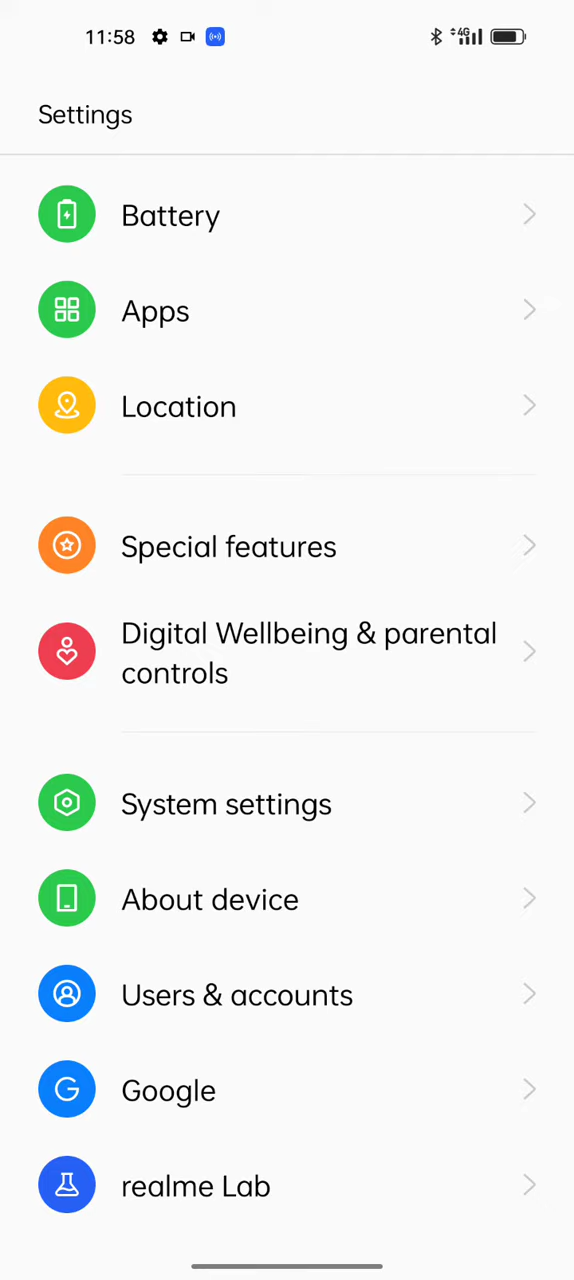 11:58 4G
Settings
Battery
Apps
Location
Special features
Digital Wellbeing & parental
controls
System settings
About device
Users & accounts
Google
realme Lab